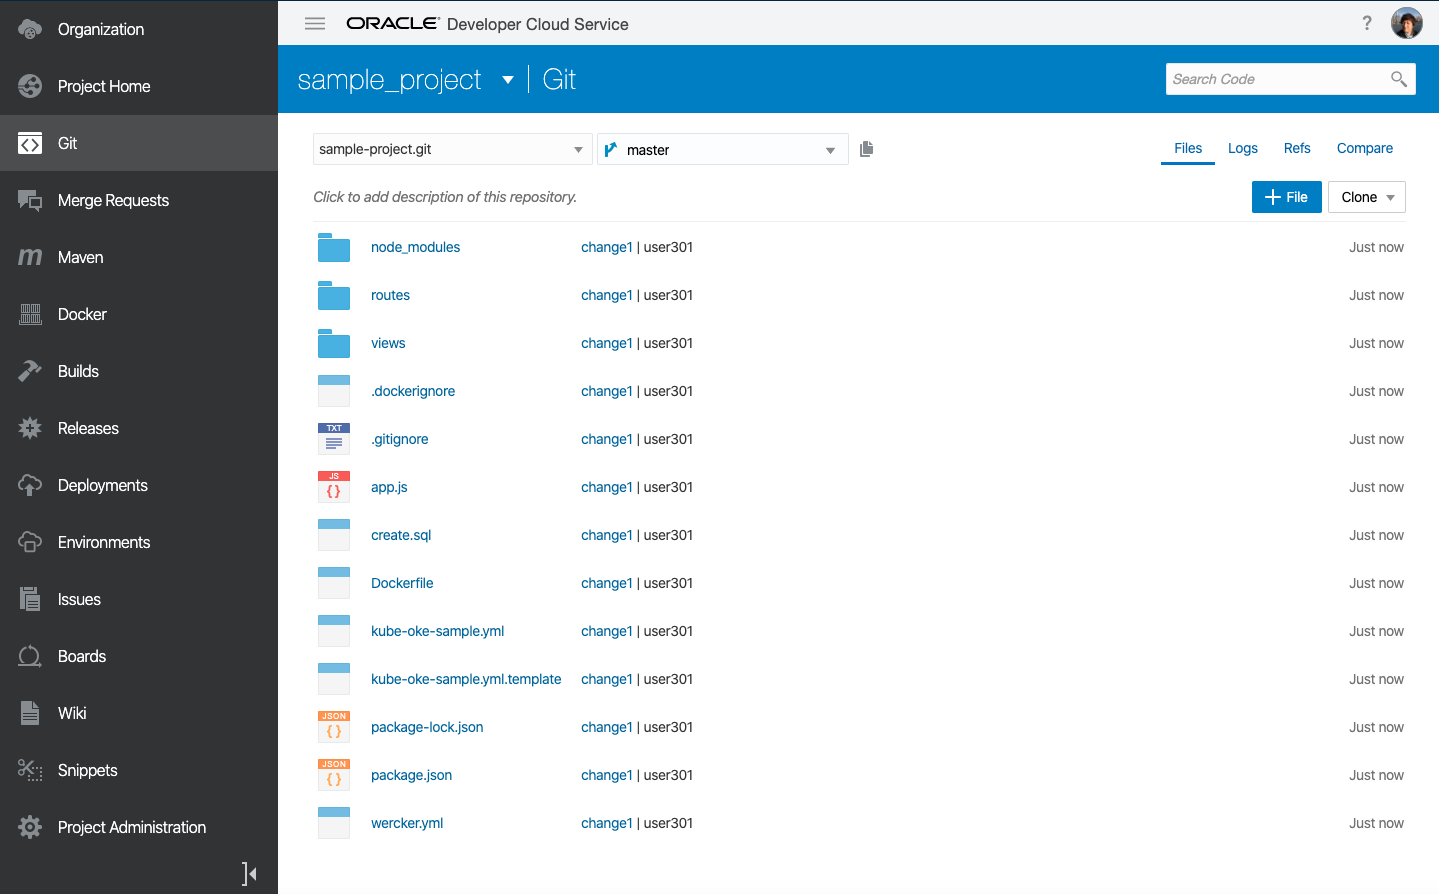 Organization
Project Home
Git
Merge Requests
Maven
Docker
Builds
Releases
Deployments
Environments
Issues
Boards
Wiki
Snippets
Project Administration
ORACLE® Developer Cloud Service
?
sample_project | Git
Search Code
sample-project.git
master
Files Logs Refs Compare
Click to add description of this repository.
+ File
Clone
node_modules change1 | user301 Just now
routes change1 | user301 Just now
views change1 | user301 Just now
.dockerignore change1 | user301 Just now
TXT
.gitignore change1 | user301 Just now
JS
{ }
app.js change1 | user301 Just now
create.sql change1 | user301 Just now
Dockerfile change1 | user301 Just now
kube-oke-sample.yml change1 | user301 Just now
kube-oke-sample.yml.template change1 | user301 Just now
JSON
{ }
package-lock.json change1 | user301 Just now
JSON
{ }
package.json change1 | user301 Just now
wercker.yml change1 | user301 Just now